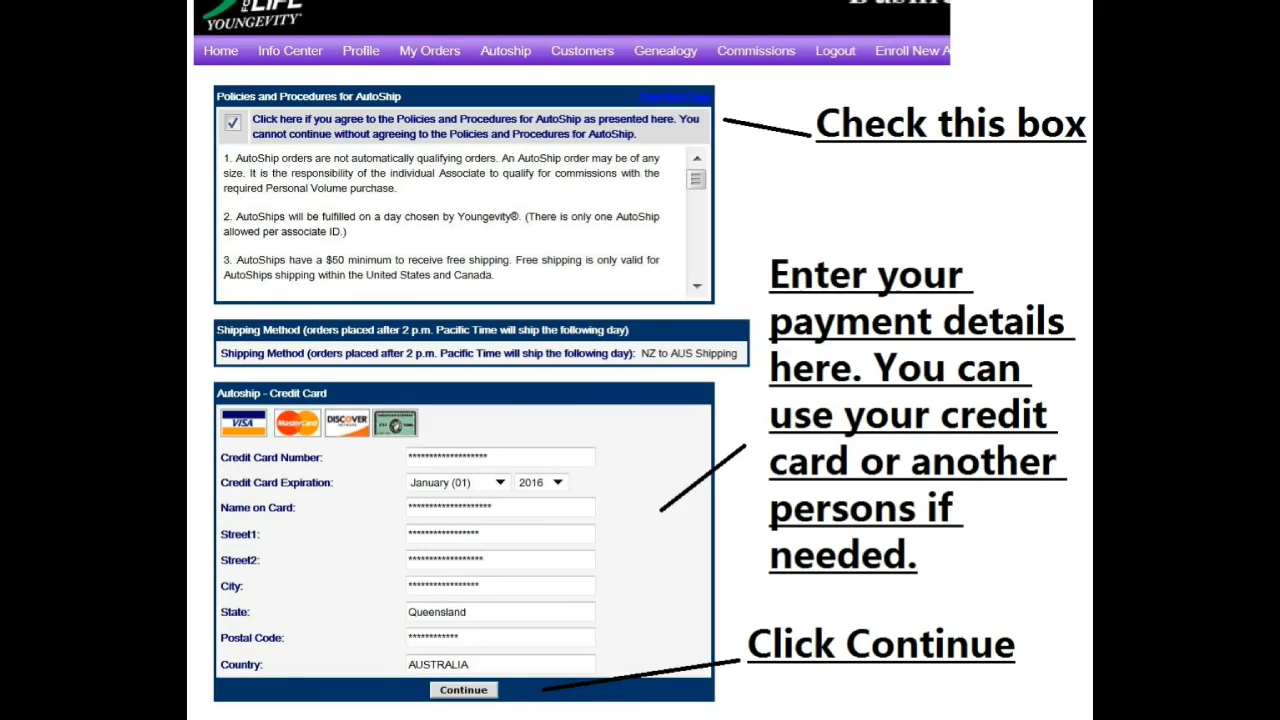 FOR LIFE
YOUNGEVITY
Home Info Center Profile My Orders Autoship Customers Genealogy Commissions Logout Enroll New A
Policies and Procedures for AutoShip
Click here if you agree to the Policies and Procedures for AutoShip as presented here. You
cannot continue without agreeing to the Policies and Procedures for AutoShip.
Check this box
1. AutoShip orders are not automatically qualifying orders. An AutoShip order may be of any
size. It is the responsibility of the individual Associate to qualify for commissions with the
required Personal Volume purchase.
2. AutoShips will be fulfilled on a day chosen by Youngevity®. (There is only one AutoShip
allowed per associate ID.)
3. AutoShips have a $50 minimum to receive free shipping. Free shipping is only valid for
AutoShips shipping within the United States and Canada.
Shipping Method (orders placed after 2 p.m. Pacific Time will ship the following day)
Shipping Method (orders placed after 2 p.m. Pacific Time will ship the following day): NZ to AUS Shipping
Enter your
payment details
here. You can
use your credit
card or another
persons if
needed.
Autoship - Credit Card
VISA MasterCard DISCOVER
Credit Card Number: *******************
Credit Card Expiration: January (01) 2016
Name on Card: ********************
Street1: *****************
Street2: ******************
City: *****************
State: Queensland
Postal Code: ************
Country: AUSTRALIA
Continue
Click Continue